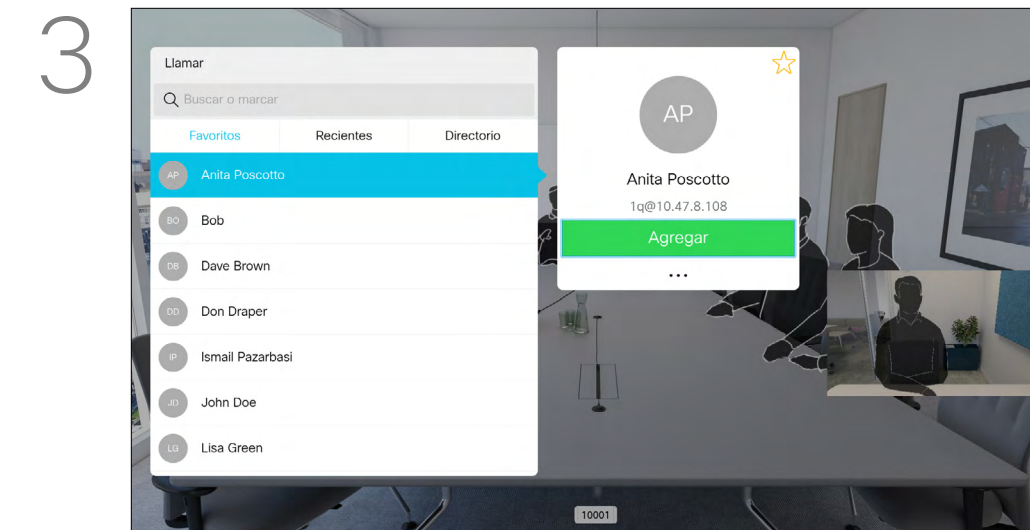 3
Llamar
Buscar o marcar
Favoritos Recientes Directorio
AP Anita Poscotto
BO Bob
DB Dave Brown
DD Don Draper
IP Ismail Pazarbasi
JD John Doe
LG Lisa Green
AP
Anita Poscotto
1q@10.47.8.108
Agregar
...
10001